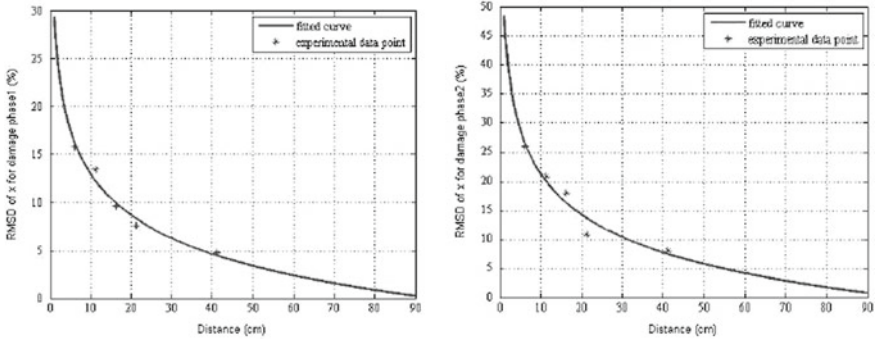 30
25
20
15
10
5
0
0 10 20 30 40 50 60 70 80 90
RMSD of x for damage phase1 (%)
Distance (cm)
fitted curve
experimental data point
50
45
40
35
30
25
20
15
10
5
0
0 10 20 30 40 50 60 70 80 90
RMSD of x for damage phase2 (%)
Distance (cm)
fitted curve
experimental data point